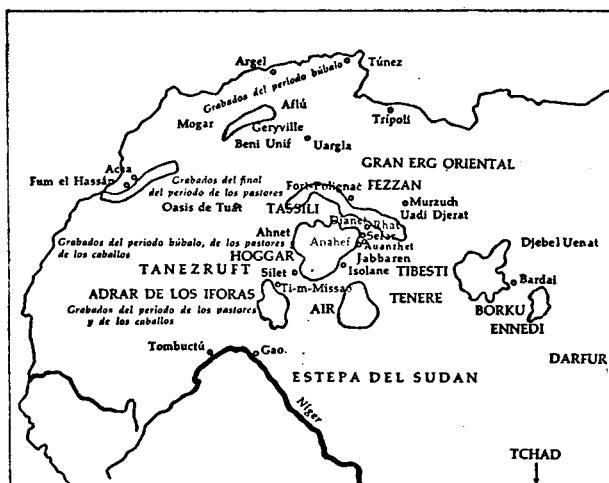 Argel
Túnez
Grabados del periodo búbalo
Aflú
Mogar
Geryville
Trípoli
Beni Unif
Uargla
GRAN ERG ORIENTAL
Acca
Fum el Hassán
Grabados del final
del periodo de los pastores
Fort-Polignac
FEZZAN
Oasis de Tuat
TASSILI
Murzuch
Uadi Djerat
Djanet
Rhat
Ahnet
Sefar
Anahef
Auanrhet
Djebel Uenat
Grabados del periodo búbalo, de los pastores
de los caballos
HOGGAR
Jabbaren
TANEZRUFT
Silet
Isolane
TIBESTI
Bardai
Ti-m-Missao
ADRAR DE LOS IFORAS
TENERE
Grabados del periodo de los pastores
y de los caballos
AIR
BORKU
ENNEDI
Tombuctú
Gao.
DARFUR
ESTEPA DEL SUDAN
Níger
TCHAD